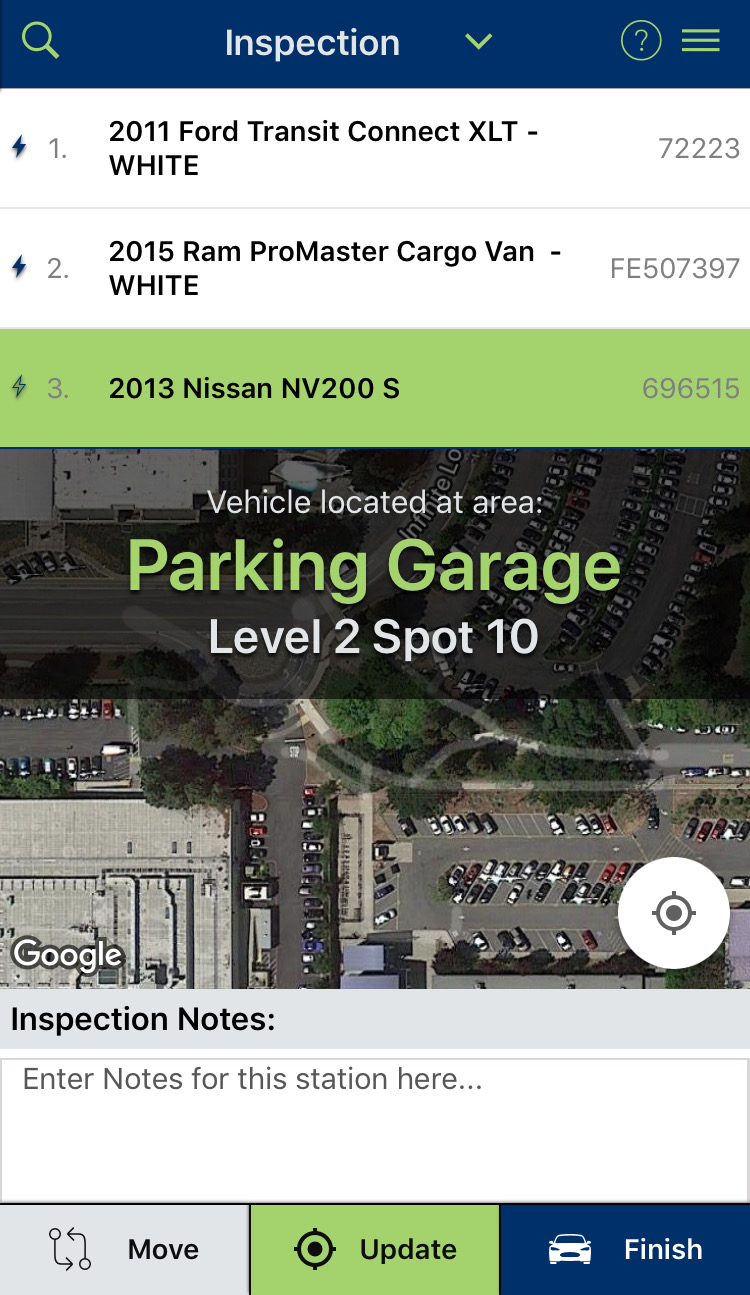 Inspection
?
1.
2011 Ford Transit Connect XLT -
WHITE
72223
2.
2015 Ram ProMaster Cargo Van -
WHITE
FE507397
3.
2013 Nissan NV200 S
696515
Vehicle located at area:
Parking Garage
Level 2 Spot 10
STOP
Google
Inspection Notes:
Enter Notes for this station here...
Move
Update
Finish